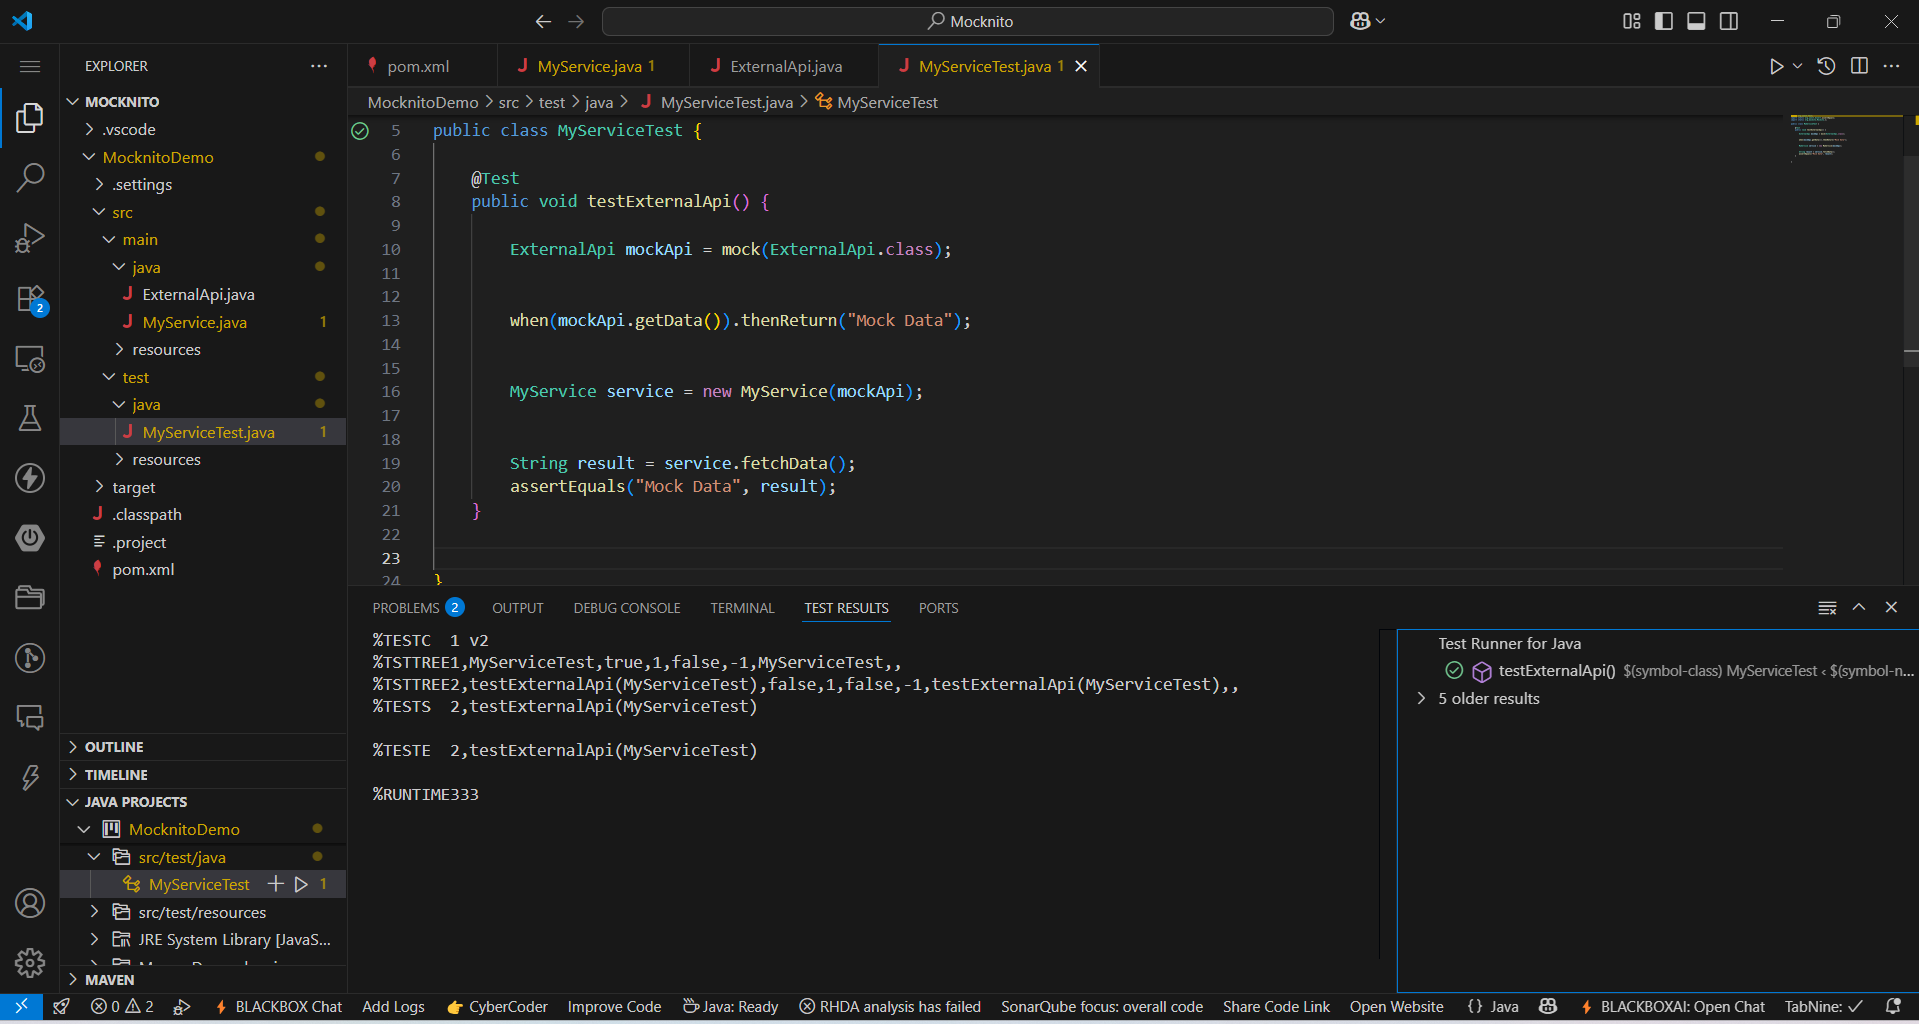 Mocknito
EXPLORER
MOCKNITO
.vscode
MocknitoDemo
.settings
src
main
java
ExternalApi.java
MyService.java 1
resources
test
java
MyServiceTest.java 1
resources
target
.classpath
.project
pom.xml
OUTLINE
TIMELINE
JAVA PROJECTS
MocknitoDemo
src/test/java
MyServiceTest 1
src/test/resources
JRE System Library [JavaS...
MAVEN
2
pom.xml
MyService.java 1
ExternalApi.java
MyServiceTest.java 1
MocknitoDemo > src > test > java > MyServiceTest.java > MyServiceTest
5 public class MyServiceTest {
6
7 @Test
8 public void testExternalApi() {
9
10 ExternalApi mockApi = mock(ExternalApi.class);
11
12
13 when(mockApi.getData()).thenReturn("Mock Data");
14
15
16 MyService service = new MyService(mockApi);
17
18
19 String result = service.fetchData();
20 assertEquals("Mock Data", result);
21 }
22
23
24 }
PROBLEMS 2 OUTPUT DEBUG CONSOLE TERMINAL TEST RESULTS PORTS
%TESTC 1 v2
%TSTTREE1,MyServiceTest,true,1,false,-1,MyServiceTest,,
%TSTTREE2,testExternalApi(MyServiceTest),false,1,false,-1,testExternalApi(MyServiceTest),,
%TESTS 2,testExternalApi(MyServiceTest)
%TESTE 2,testExternalApi(MyServiceTest)
%RUNTIME333
Test Runner for Java
testExternalApi() $(symbol-class) MyServiceTest < $(symbol-n...
5 older results
0 2 BLACKBOX Chat Add Logs CyberCoder Improve Code Java: Ready RHDA analysis has failed SonarQube focus: overall code Share Code Link Open Website {} Java BLACKBOXAI: Open Chat TabNine: ✓